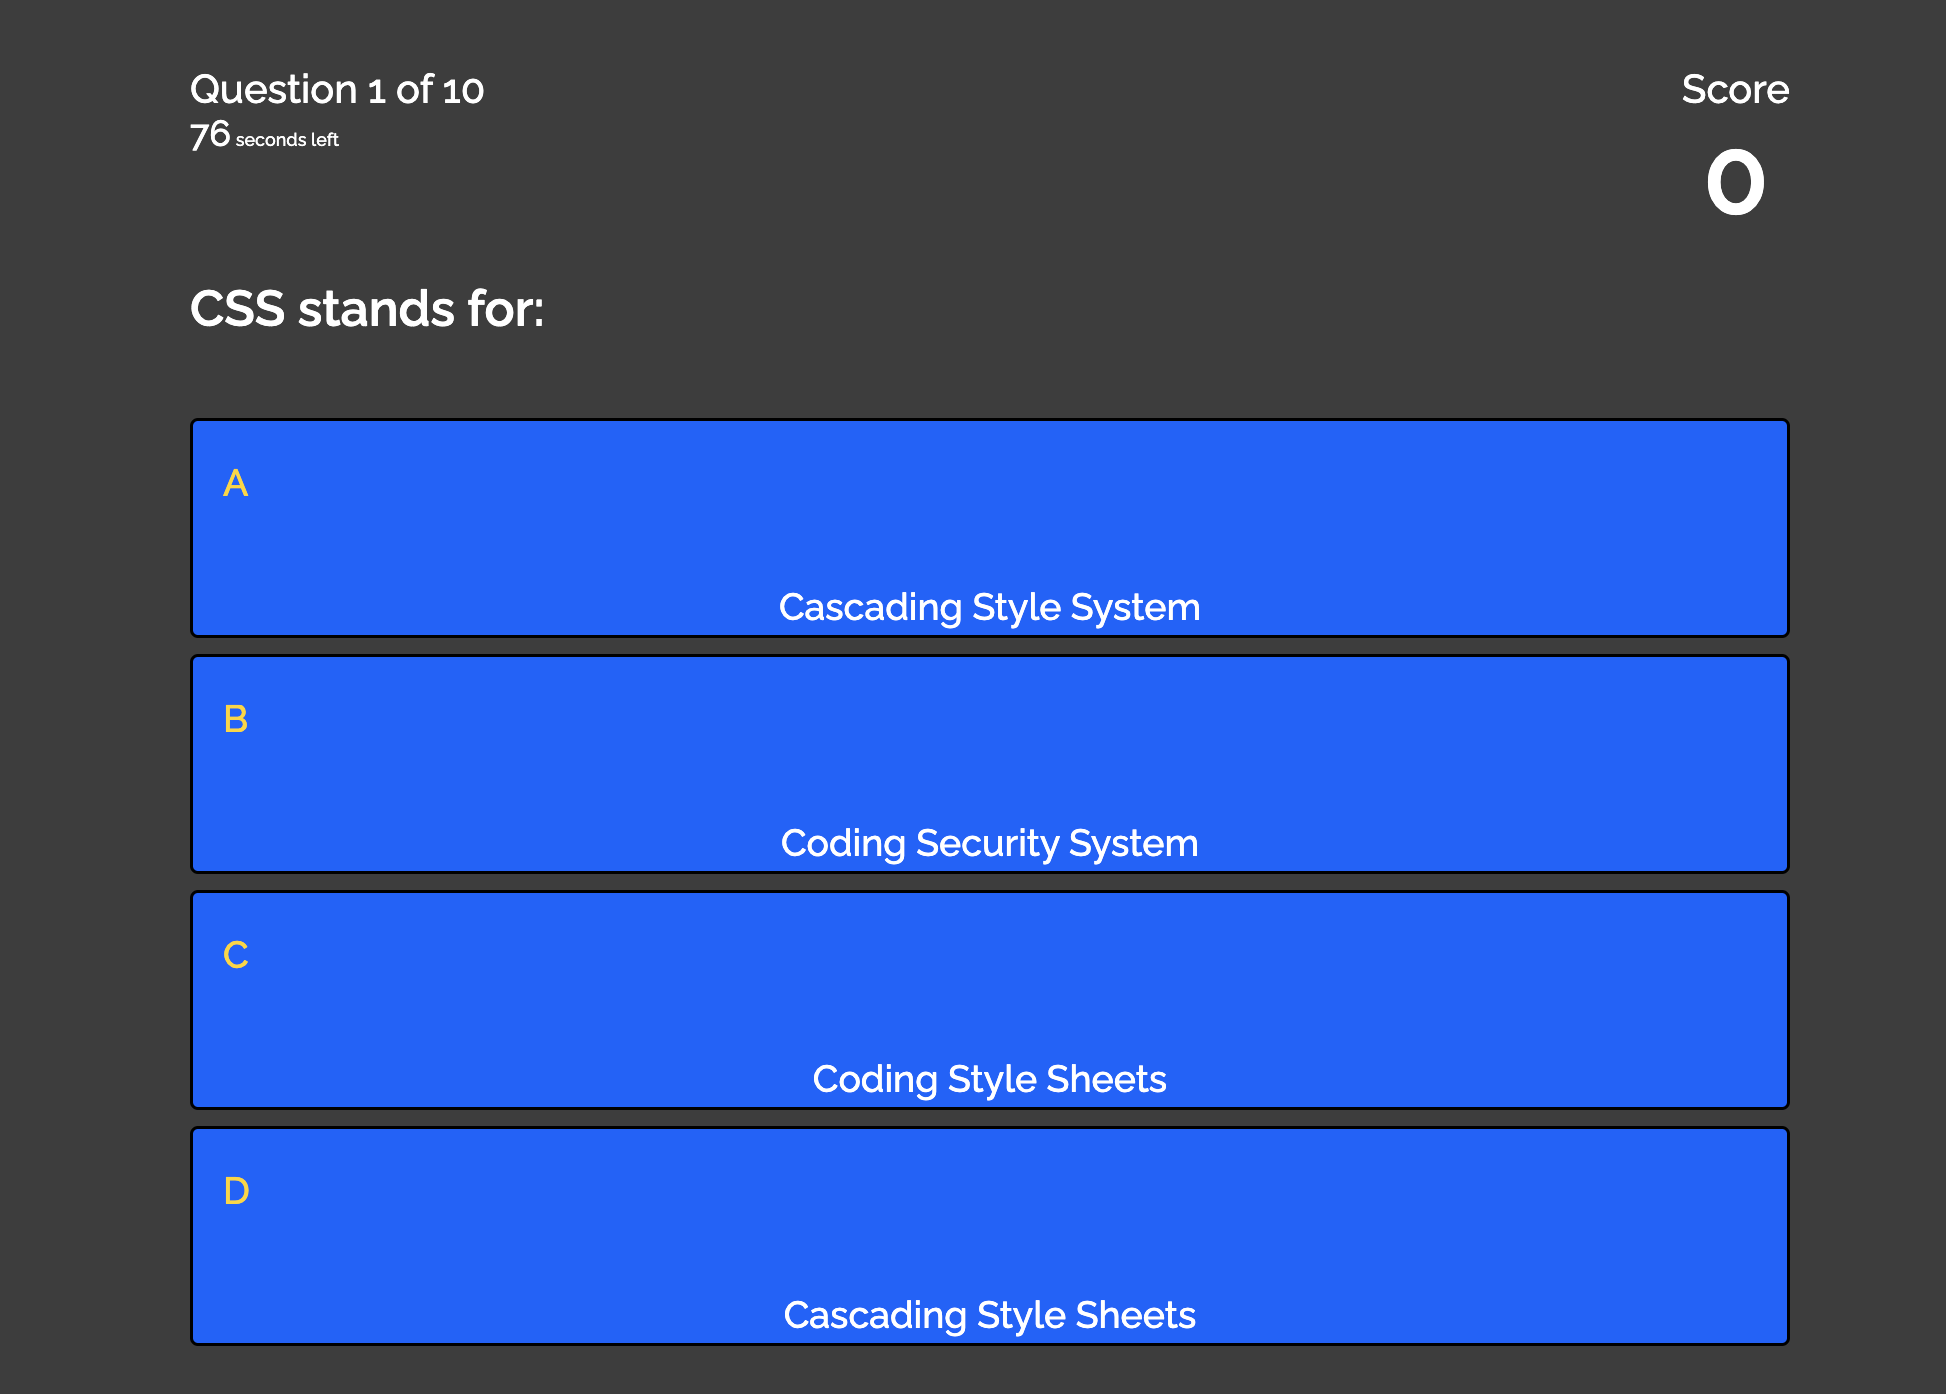 Question 1 of 10
76 seconds left
Score
0
CSS stands for:
A
Cascading Style System
B
Coding Security System
C
Coding Style Sheets
D
Cascading Style Sheets